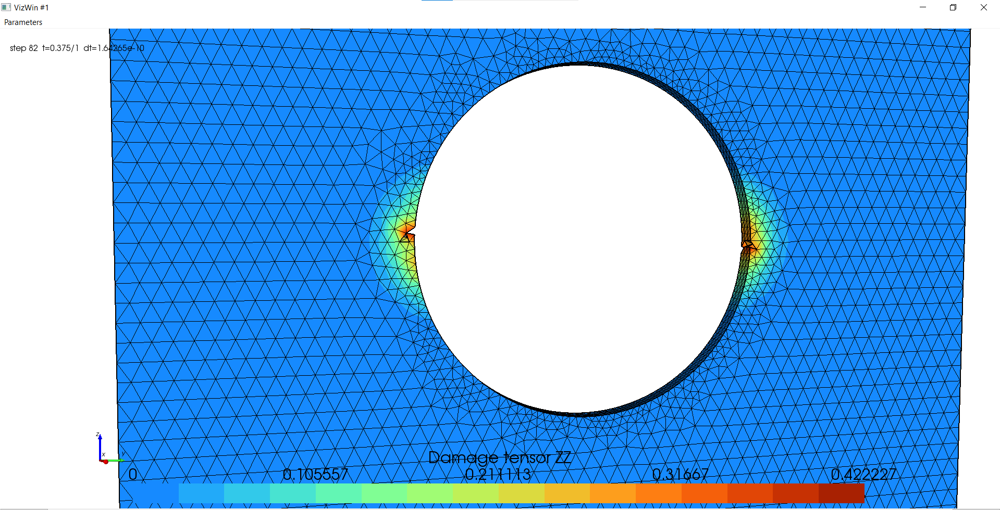 VizWin #1
Parameters
step 82 t=0.375/1 dt=1.64265e-10
z
x
y
Damage tensor ZZ
0 0.105557 0.211113 0.31667 0.422227